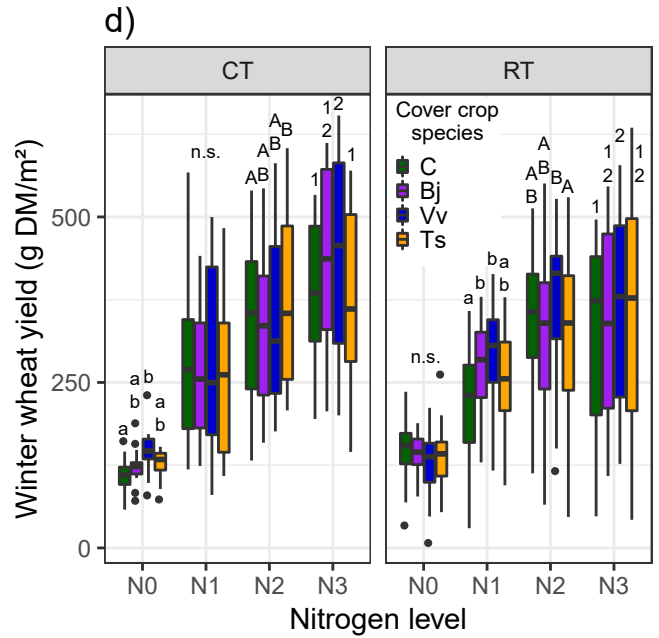 d)
CT
RT
Winter wheat yield (g DM/m²)
500
250
0
Cover crop
species
C
Bj
Vv
Ts
a
a
b
b
a
b
n.s.
A
A
B
A
B
B
1
1
2
2
1
n.s.
a
b
b
a
b
A
B
A
B
B
A
1
1
2
2
1
2
N0
N1
N2
N3
N0
N1
N2
N3
Nitrogen level